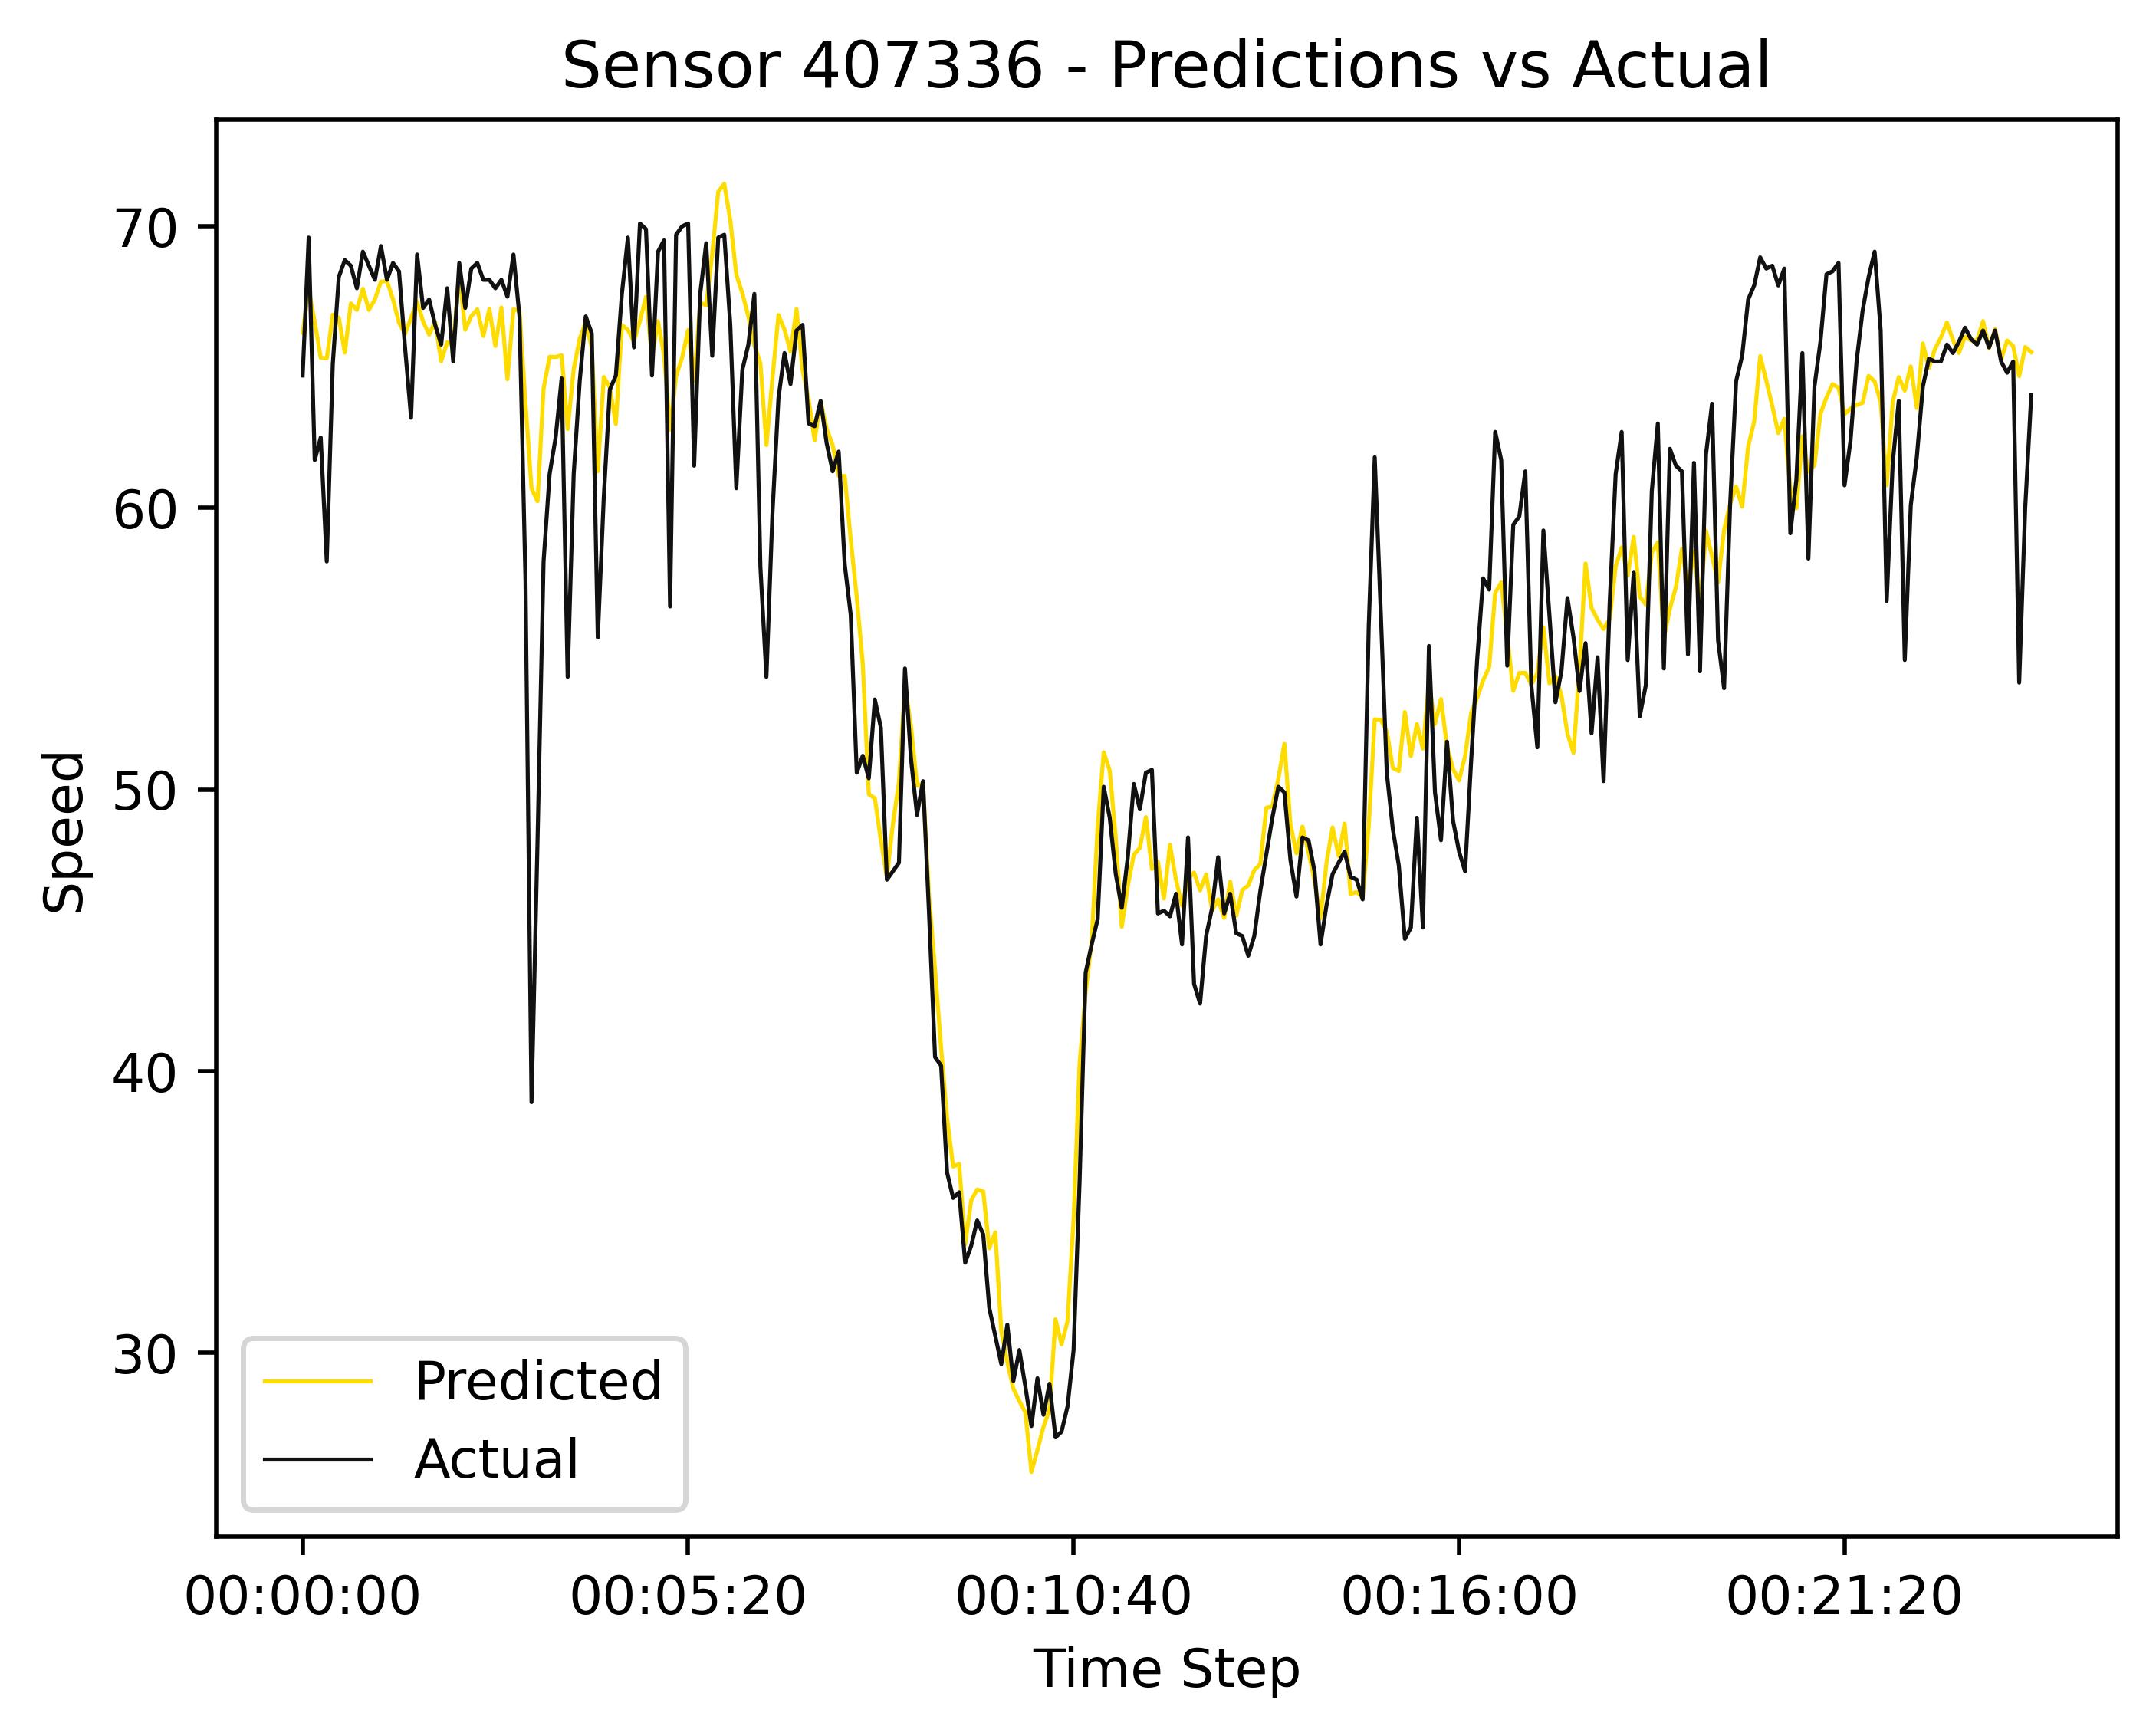 Sensor 407336 - Predictions vs Actual
70
60
50
40
30
Speed
Predicted
Actual
00:00:00 00:05:20 00:10:40 00:16:00 00:21:20
Time Step